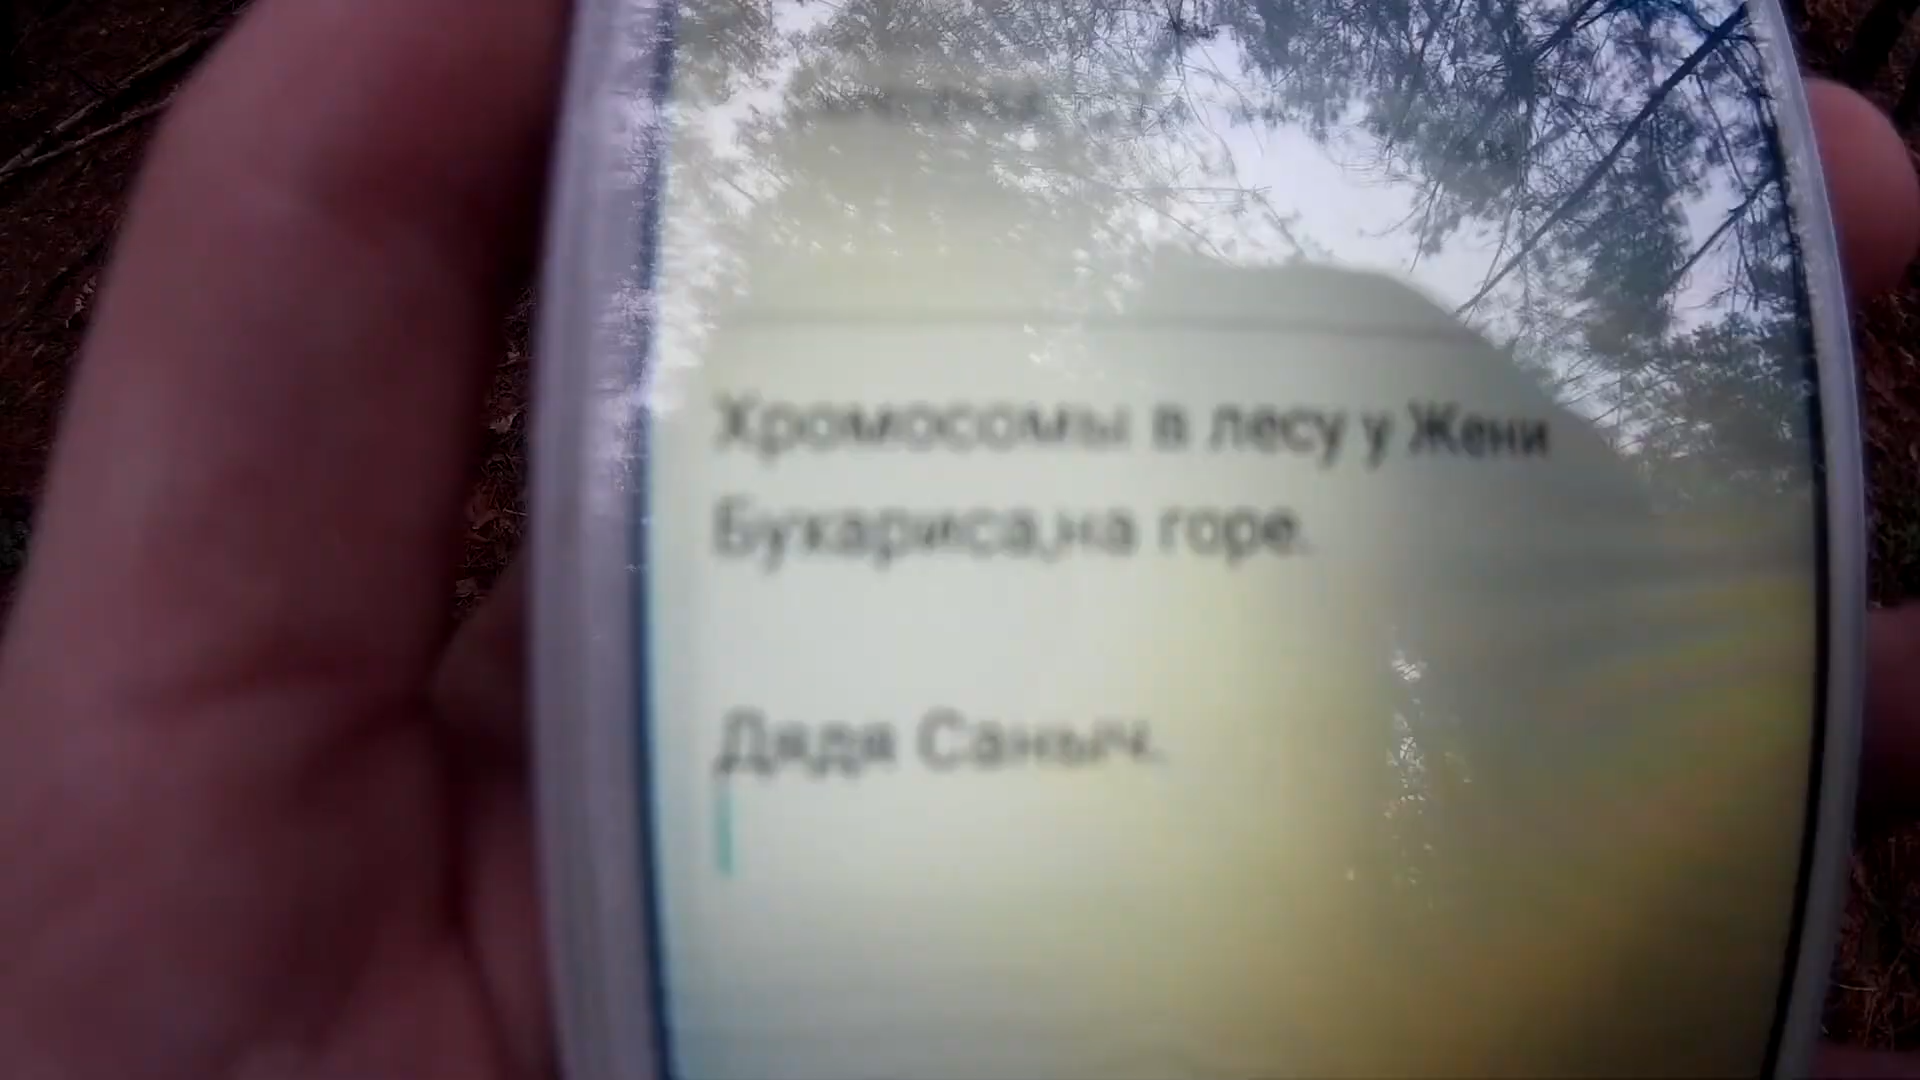 Хромосомы в лесу у Жени
Букариса,на горе.
Дядя Саныч.